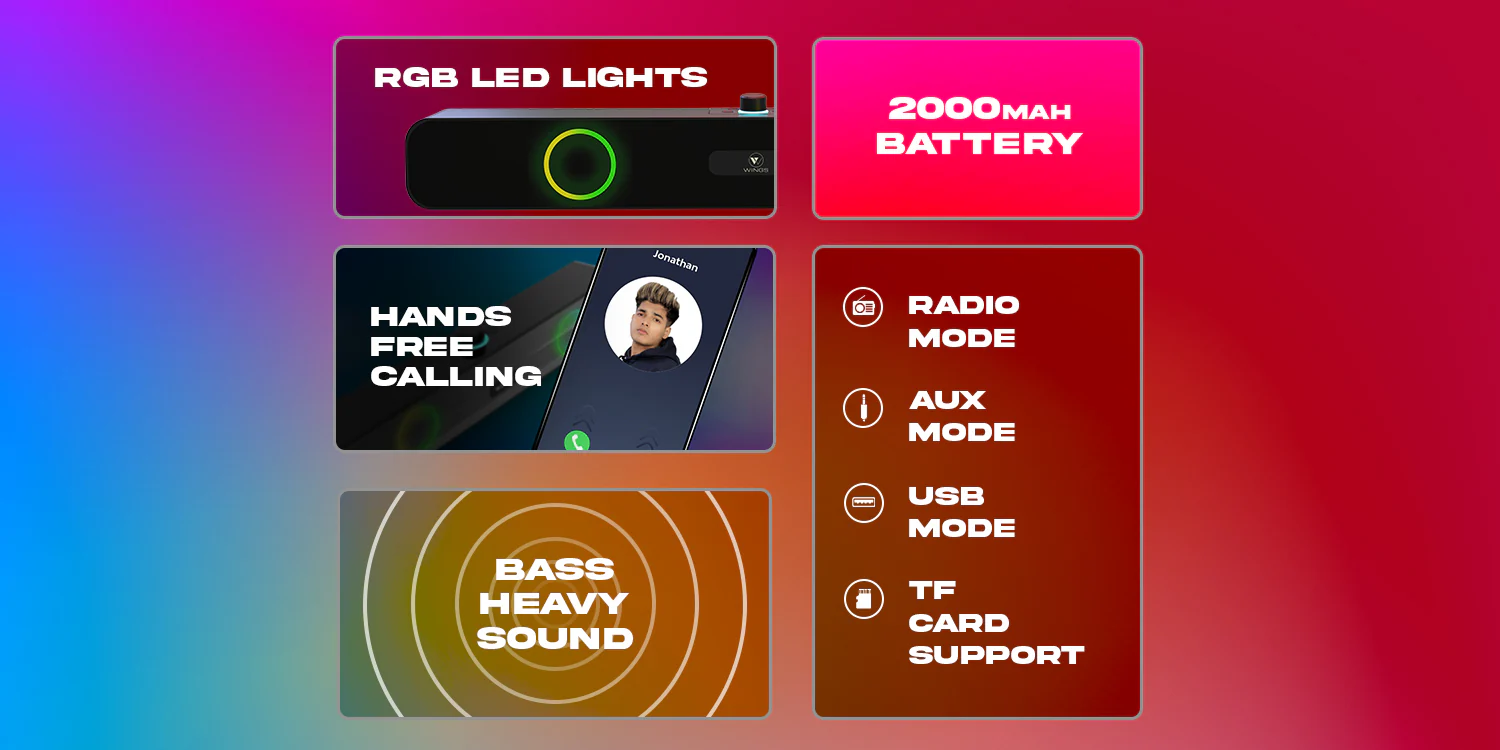 RGB LED LIGHTS
WINGS
2000MAH
BATTERY
HANDS
FREE
CALLING
Jonathan
RADIO
MODE
AUX
MODE
USB
MODE
TF
CARD
SUPPORT
BASS
HEAVY
SOUND